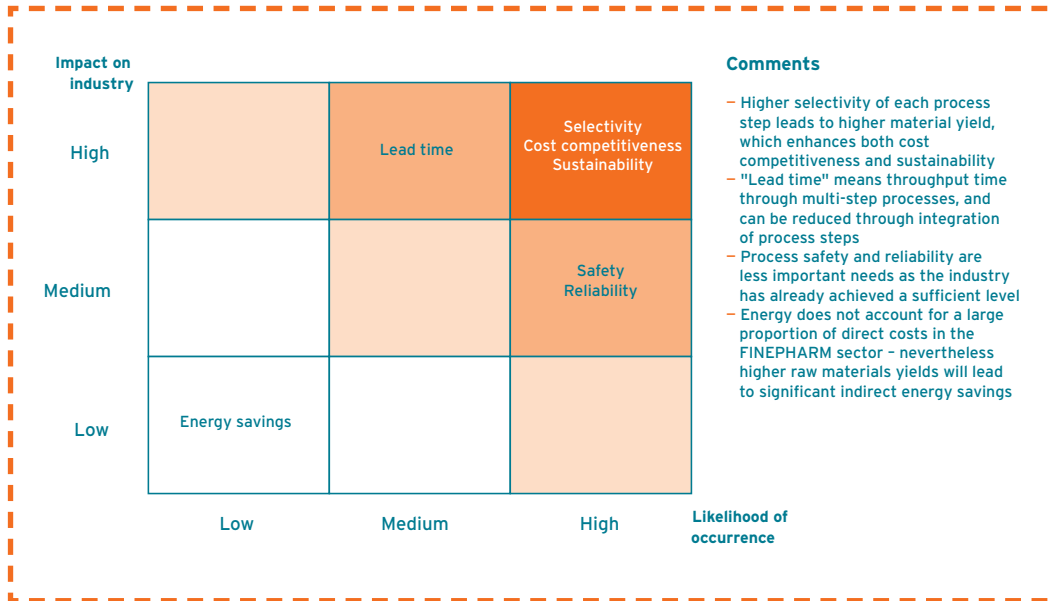 Impact on
industry
High
Lead time
Selectivity
Cost competitiveness
Sustainability
Medium
Safety
Reliability
Low
Energy savings
Low
Medium
High
Likelihood of
occurrence
Comments
– Higher selectivity of each process
step leads to higher material yield,
which enhances both cost
competitiveness and sustainability
– "Lead time" means throughput time
through multi-step processes, and
can be reduced through integration
of process steps
– Process safety and reliability are
less important needs as the industry
has already achieved a sufficient level
– Energy does not account for a large
proportion of direct costs in the
FINEPHARM sector – nevertheless
higher raw materials yields will lead
to significant indirect energy savings